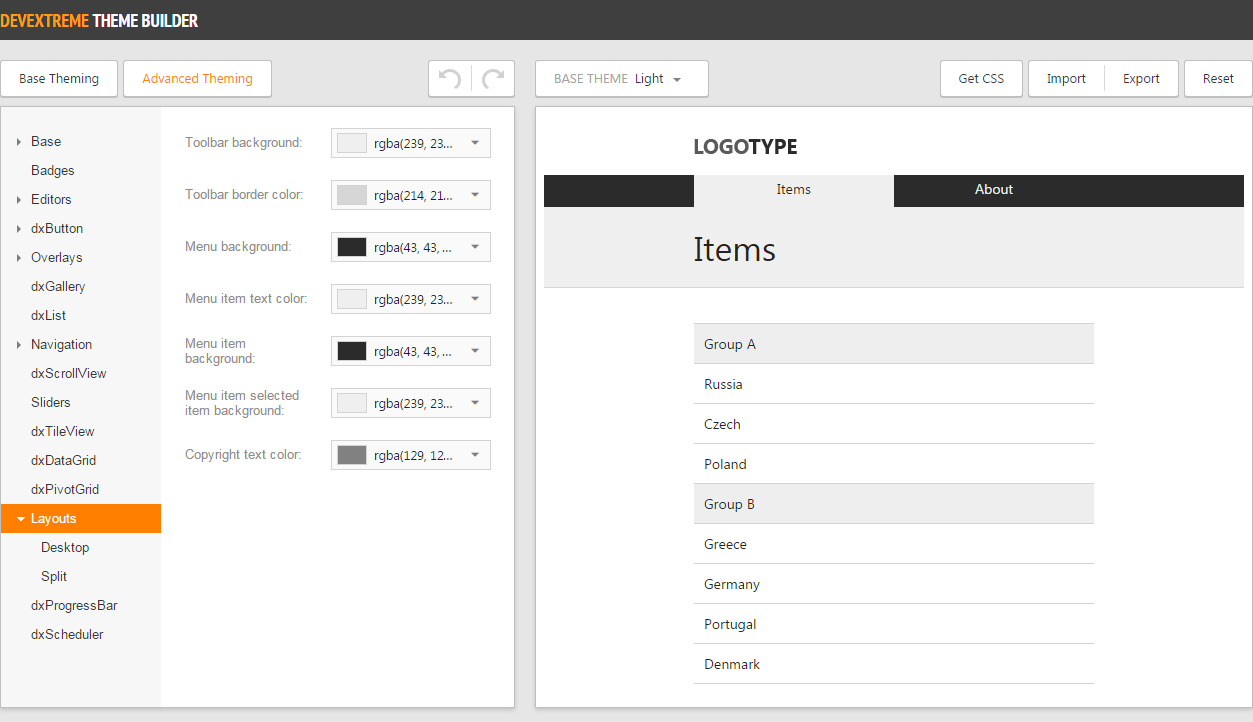 DEVEXTREME THEME BUILDER
Base Theming
Advanced Theming
BASE THEME Light
Get CSS
Import
Export
Reset
Base
Badges
Editors
dxButton
Overlays
dxGallery
dxList
Navigation
dxScrollView
Sliders
dxTileView
dxDataGrid
dxPivotGrid
Layouts
Desktop
Split
dxProgressBar
dxScheduler
Toolbar background:
rgba(239, 23...
Toolbar border color:
rgba(214, 21...
Menu background:
rgba(43, 43, ...
Menu item text color:
rgba(239, 23...
Menu item
background:
rgba(43, 43, ...
Menu item selected
item background:
rgba(239, 23...
Copyright text color:
rgba(129, 12...
LOGOTYPE
Items
About
Items
Group A
Russia
Czech
Poland
Group B
Greece
Germany
Portugal
Denmark